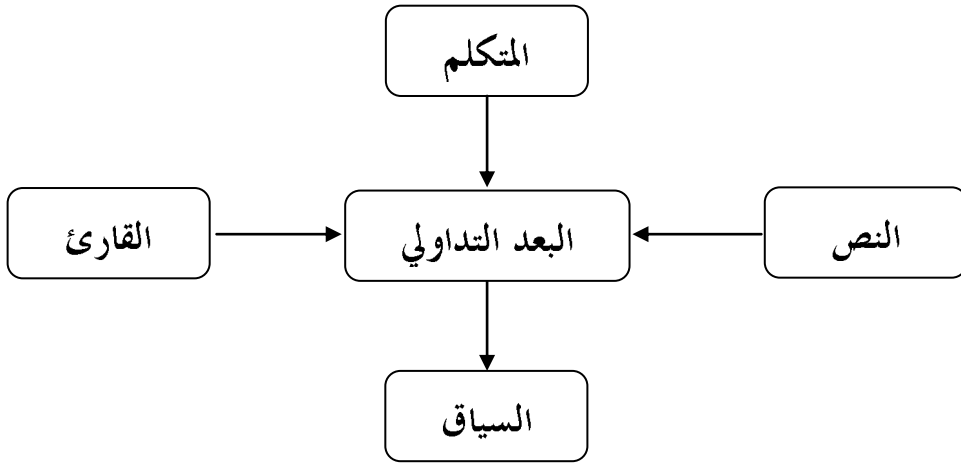 المتكلم
النص
البعد التداولي
القارئ
السياق